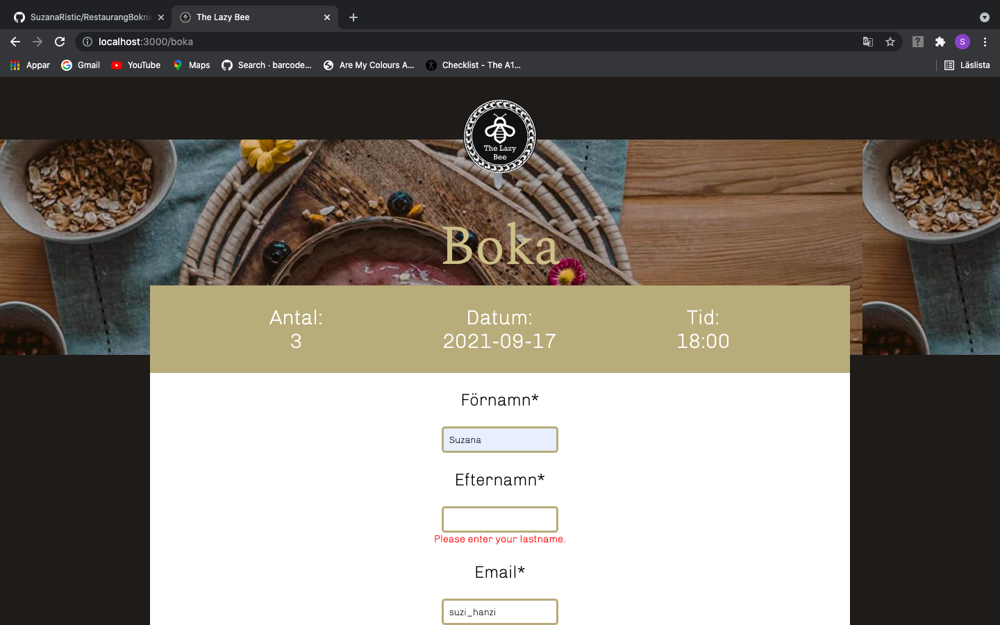 SuzanaRistic/RestaurangBokni
The Lazy Bee
localhost:3000/boka
S
Appar
Gmail
YouTube
Maps
Search · barcode...
Are My Colours A...
Checklist - The A1...
Läslista
The Lazy
Bee
Boka
Antal:
3
Datum:
2021-09-17
Tid:
18:00
Förnamn*
Suzana
Efternamn*
Please enter your lastname.
Email*
suzi_hanzi